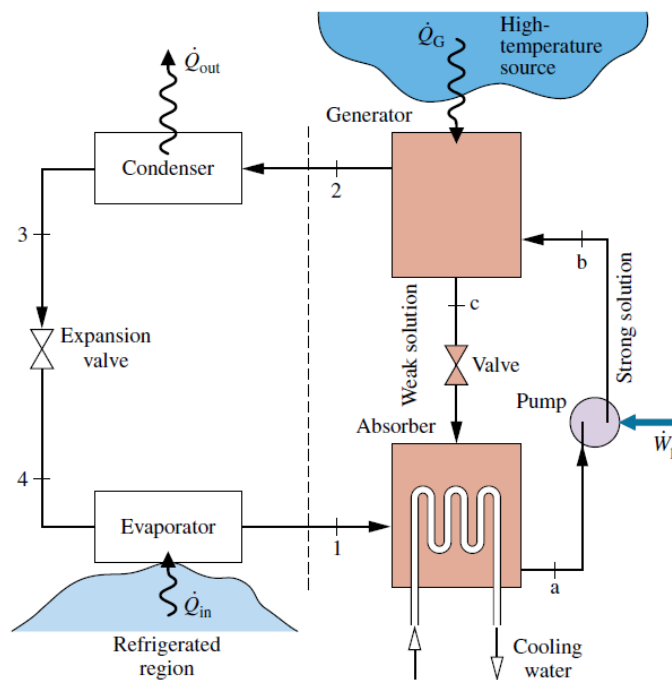 Q̇G
High-
temperature
source
Q̇out
Generator
Condenser
2
3
b
c
Expansion
valve
Weak solution
Valve
Strong solution
Pump
Absorber
Ẇ
4
Evaporator
1
a
Q̇in
Refrigerated
region
Cooling
water